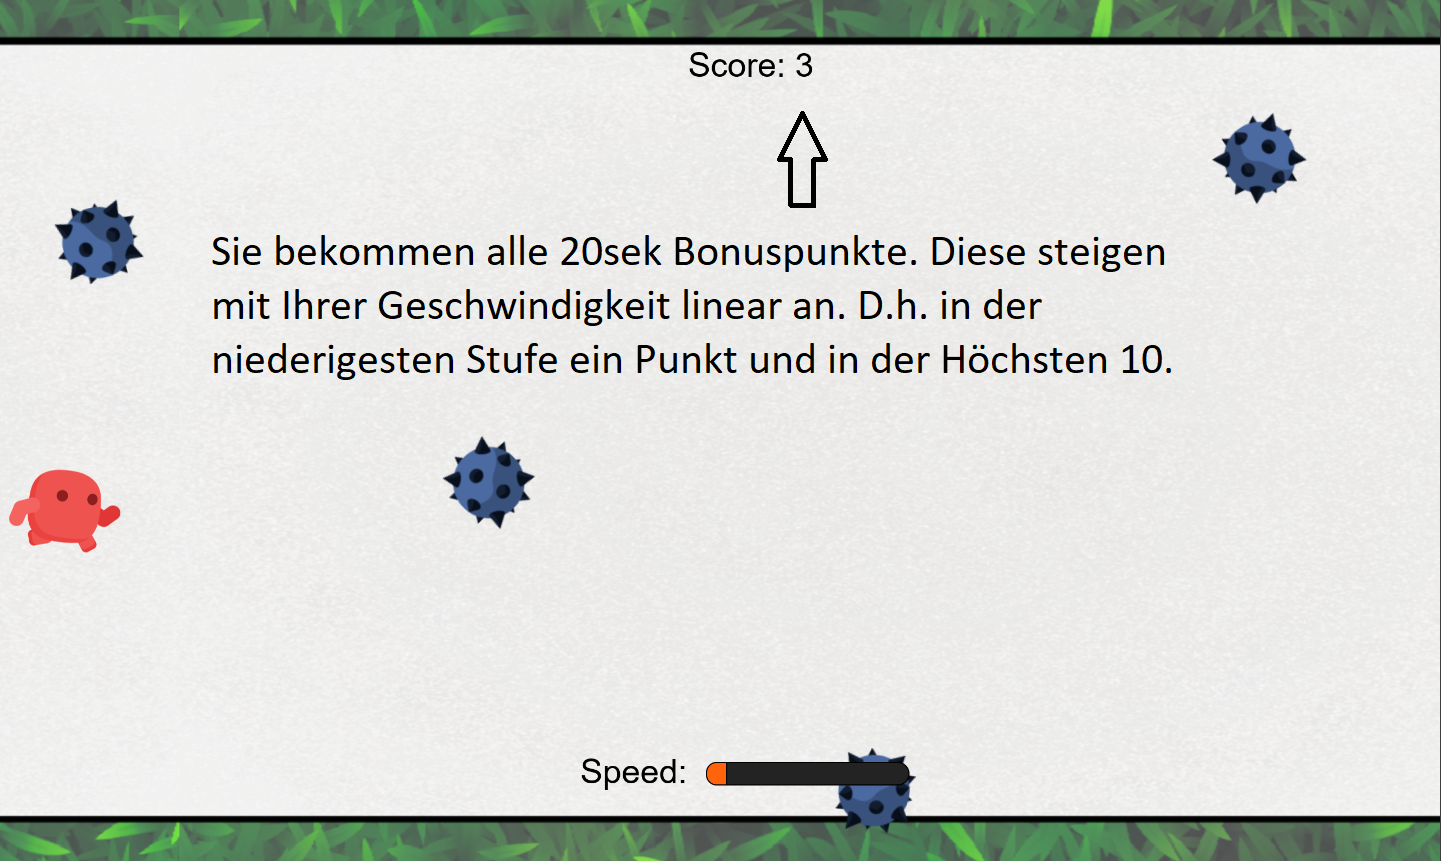 Score: 3
Sie bekommen alle 20sek Bonuspunkte. Diese steigen
mit Ihrer Geschwindigkeit linear an. D.h. in der
niederigesten Stufe ein Punkt und in der Höchsten 10.
Speed: